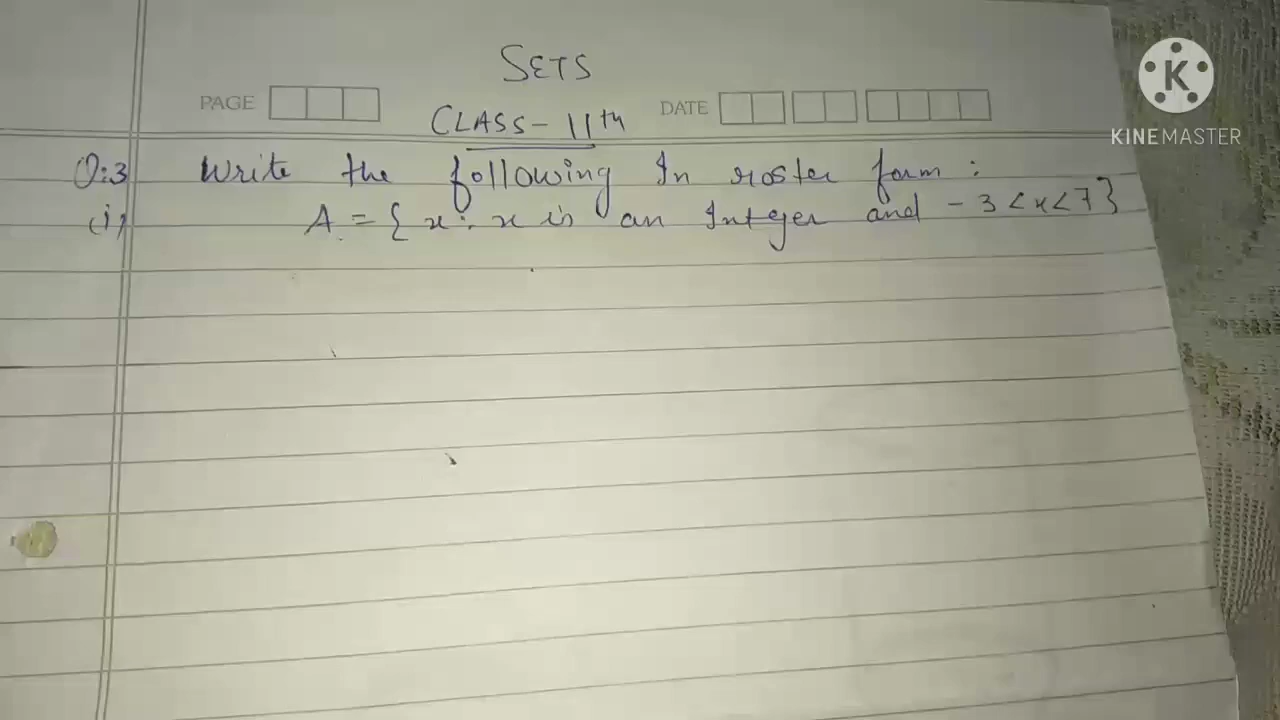 SETS
PAGE DATE
CLASS - 11th
Q:3 Write the following In roster form :
(i) A = { x : x is an Integer and - 3 < x < 7 }
K
KINEMASTER